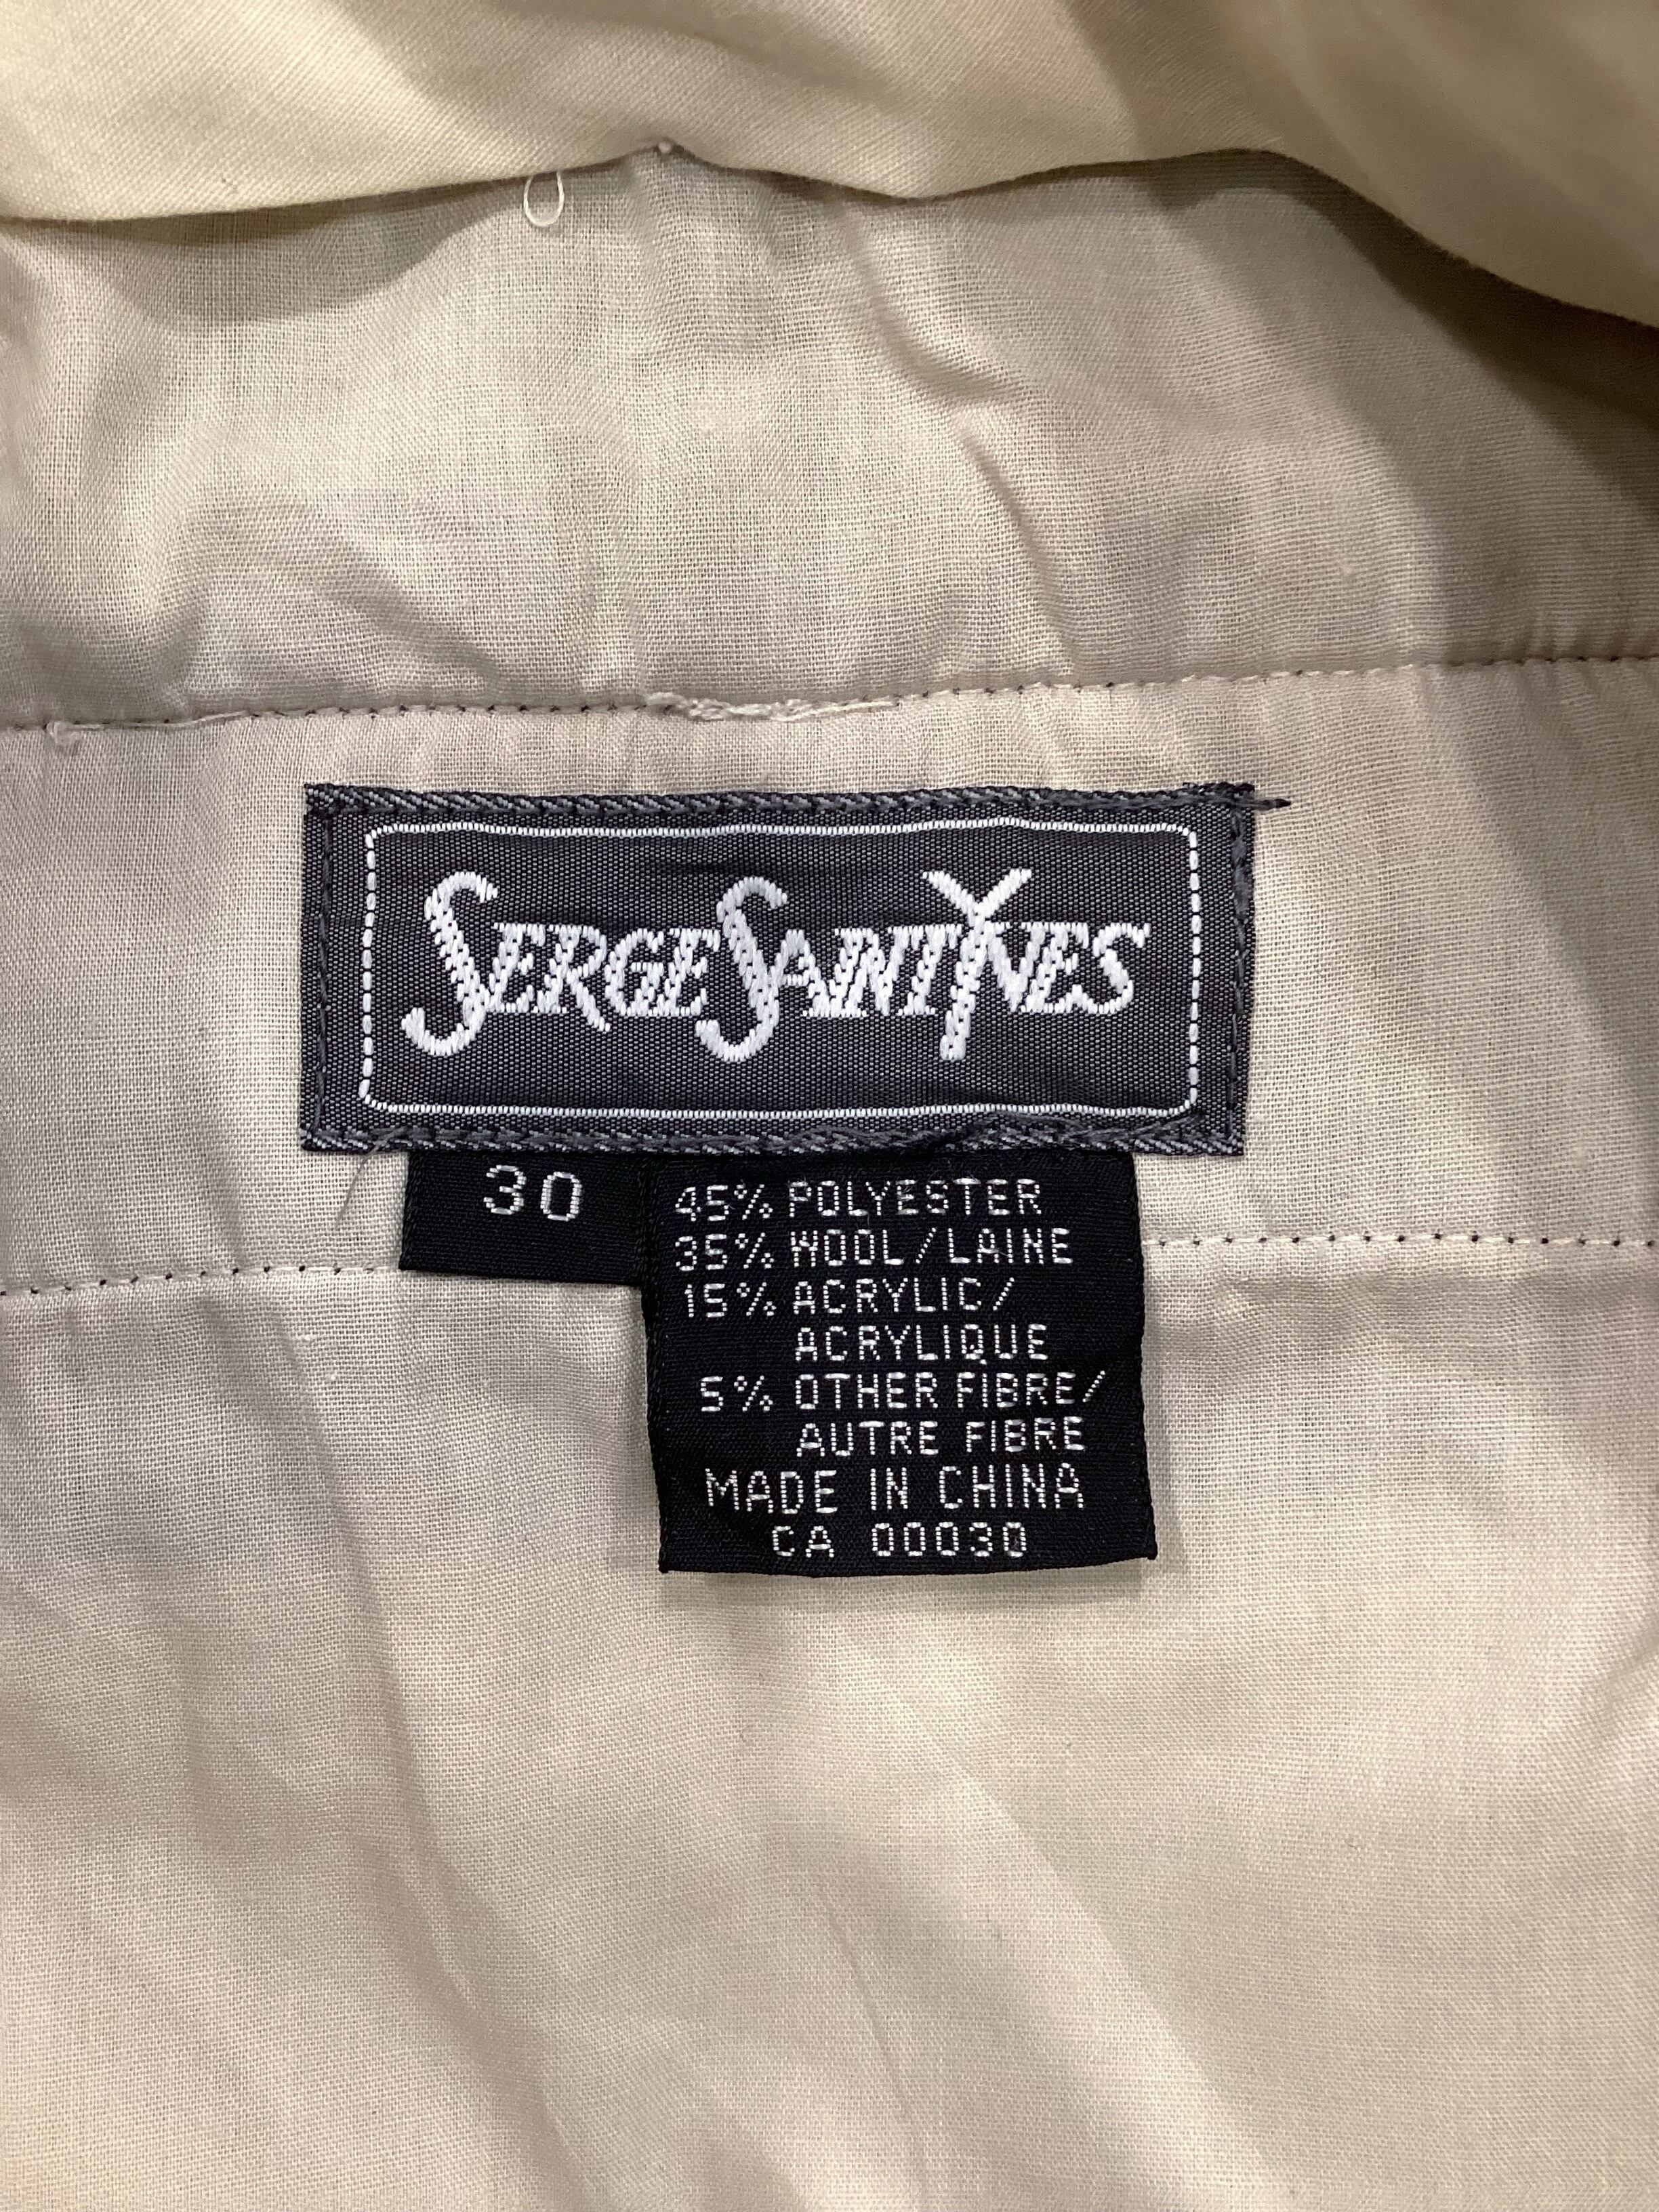 SERGE SAINT YVES
30
45% POLYESTER
35% WOOL/LAINE
15% ACRYLIC/
ACRYLIQUE
5% OTHER FIBRE/
AUTRE FIBRE
MADE IN CHINA
CA 00030